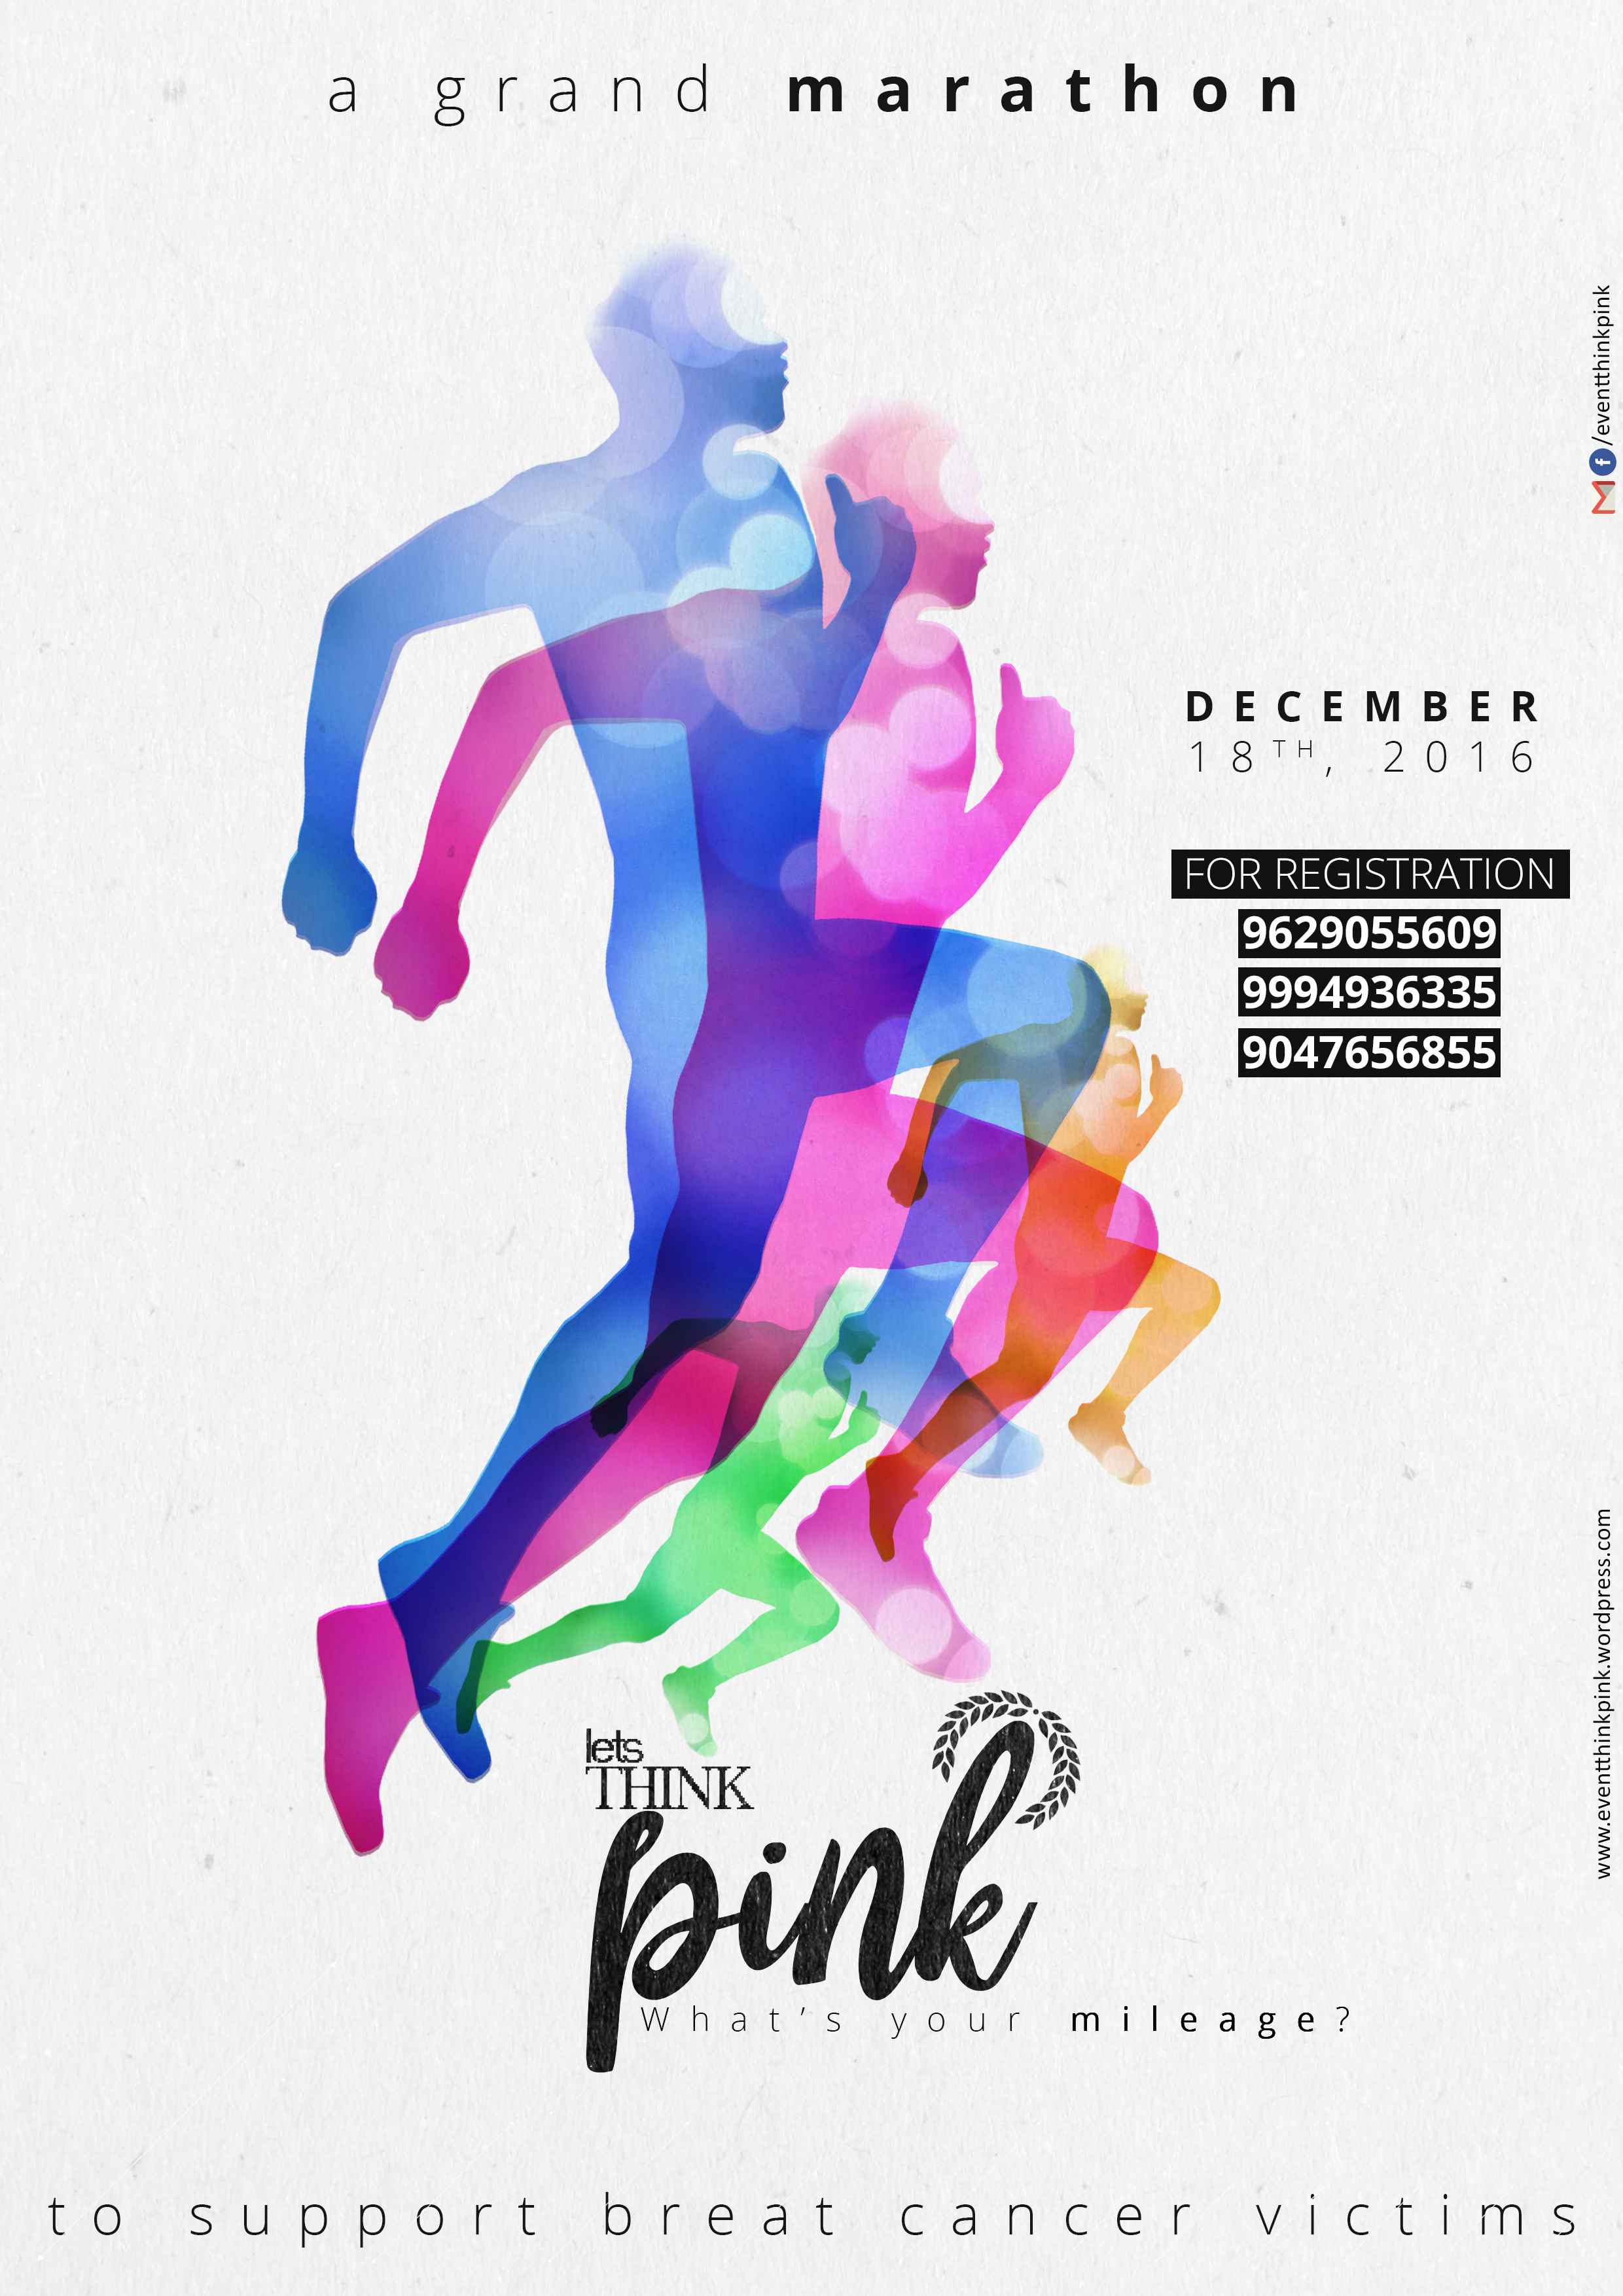 a grand marathon
/eventthinkpink
DECEMBER
18TH, 2016
FOR REGISTRATION
9629055609
9994936335
9047656855
www.eventthinkpink.wordpress.com
lets
THINK
pink
What's your mileage?
to support breat cancer victims